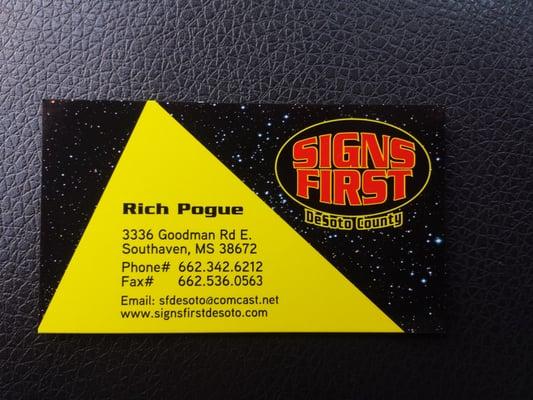 SIGNS
FIRST
DeSoto County
Rich Pogue
3336 Goodman Rd E.
Southaven, MS 38672
Phone# 662.342.6212
Fax# 662.536.0563
Email: sfdesoto@comcast.net
www.signsfirstdesoto.com